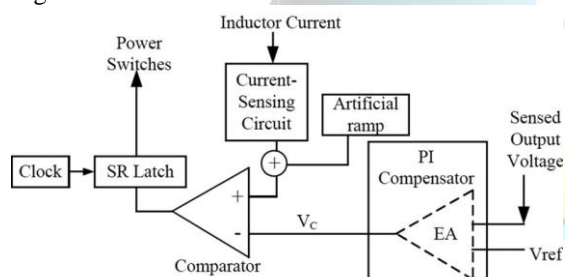 Inductor Current
Power
Switches
Current-
Sensing
Circuit
Artificial
ramp
Sensed
Output
Voltage
Clock
SR Latch
+
+
-
PI
Compensator
V_C
EA
Vref
Comparator